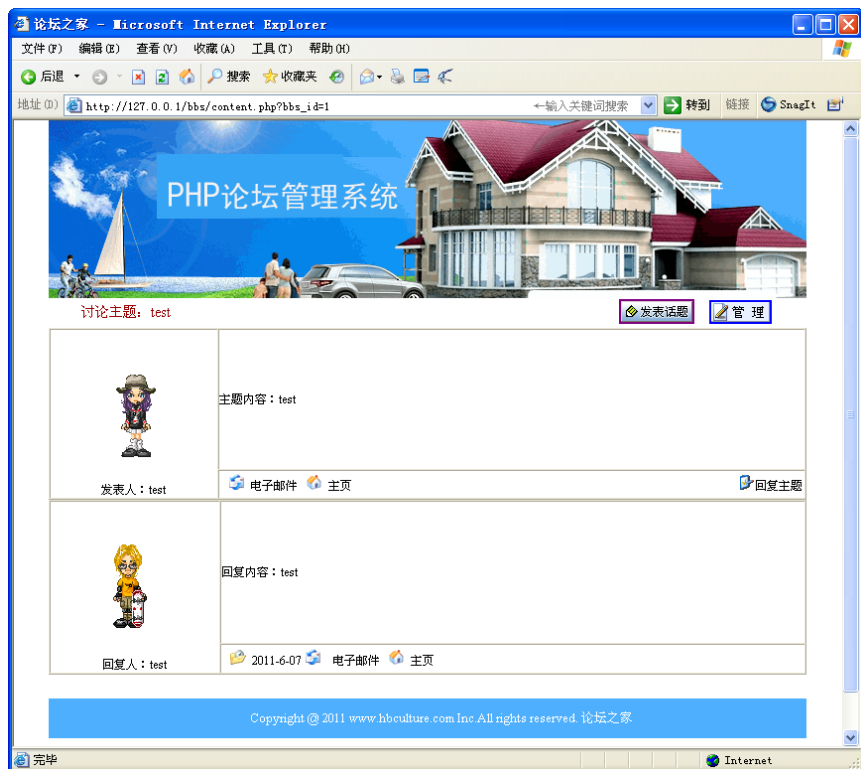 论坛之家 - Microsoft Internet Explorer
文件(F) 编辑(E) 查看(V) 收藏(A) 工具(T) 帮助(H)
后退 搜索 收藏夹
地址(D) http://127.0.0.1/bbs/content.php?bbs_id=1 ←输入关键词搜索 转到 链接 SnagIt
PHP论坛管理系统
讨论主题：test 发表话题 管 理
主题内容：test
发表人：test 电子邮件 主页 回复主题
回复内容：test
回复人：test 2011-6-07 电子邮件 主页
Copyright @ 2011 www.hbculture.com Inc.All rights reserved. 论坛之家
完毕 Internet